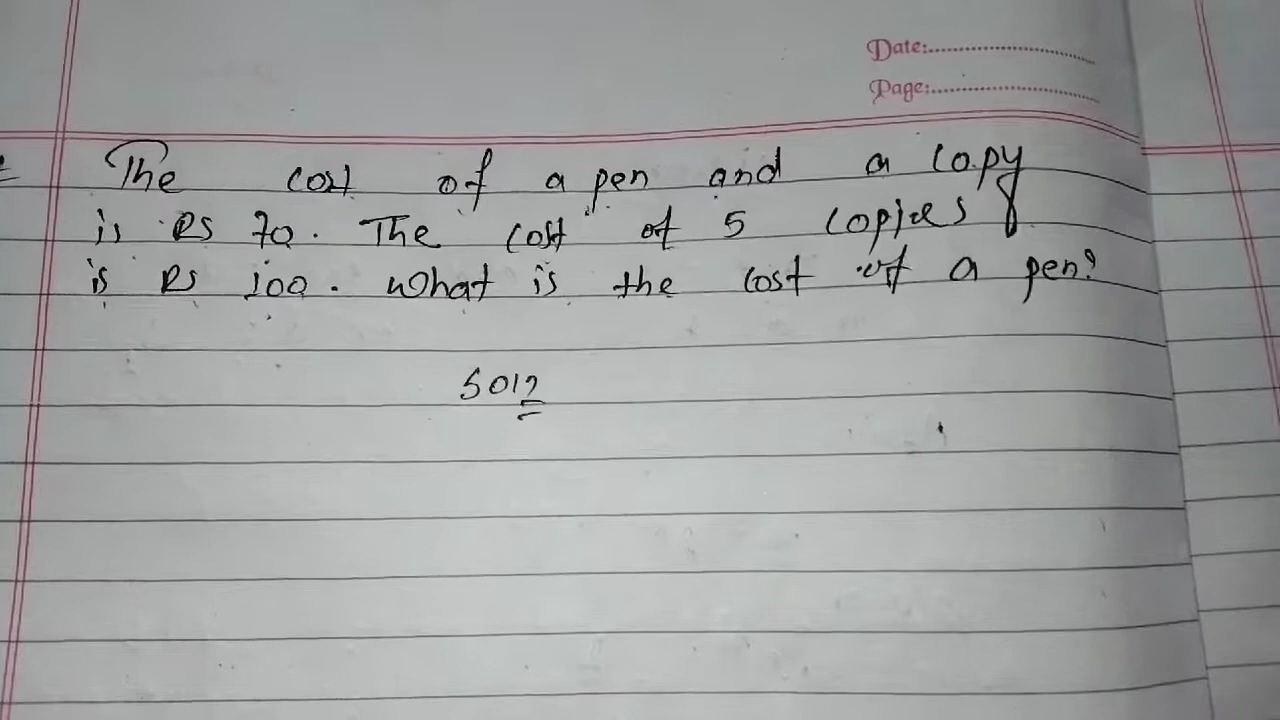 Date:
Page:
The cost of a pen and a copy
is Rs 70. The cost of 5 copies
is Rs 100. What is the cost of a pen?
Soln